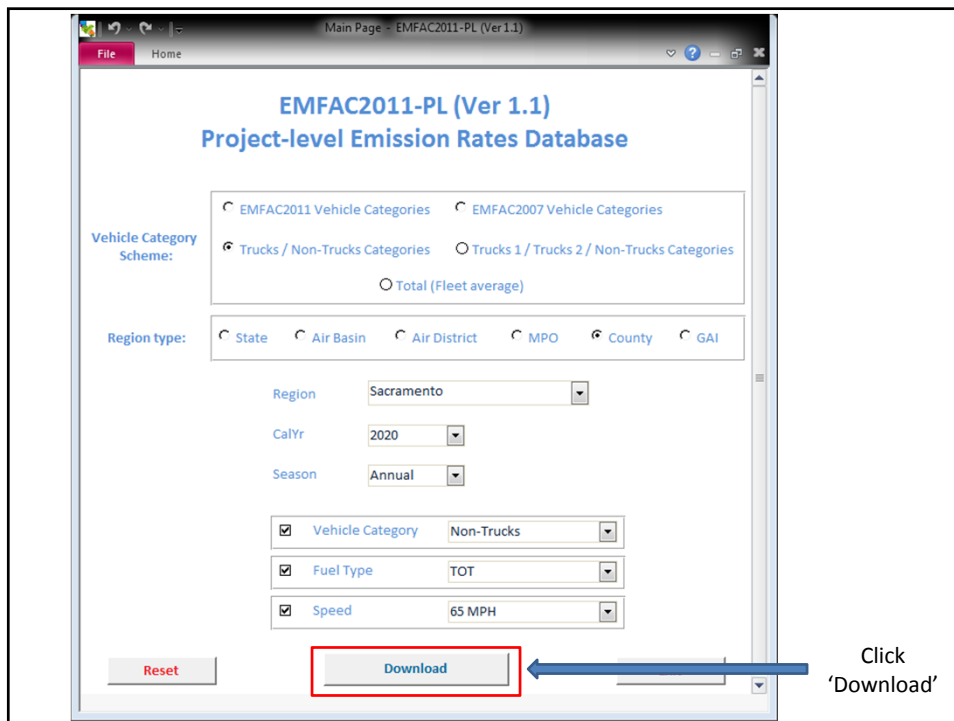 Main Page - EMFAC2011-PL (Ver 1.1)
File Home
EMFAC2011-PL (Ver 1.1)
Project-level Emission Rates Database
Vehicle Category Scheme:
EMFAC2011 Vehicle Categories EMFAC2007 Vehicle Categories
Trucks / Non-Trucks Categories Trucks 1 / Trucks 2 / Non-Trucks Categories
Total (Fleet average)
Region type: State Air Basin Air District MPO County GAI
Region Sacramento
CalYr 2020
Season Annual
Vehicle Category Non-Trucks
Fuel Type TOT
Speed 65 MPH
Reset Download
Click
'Download'